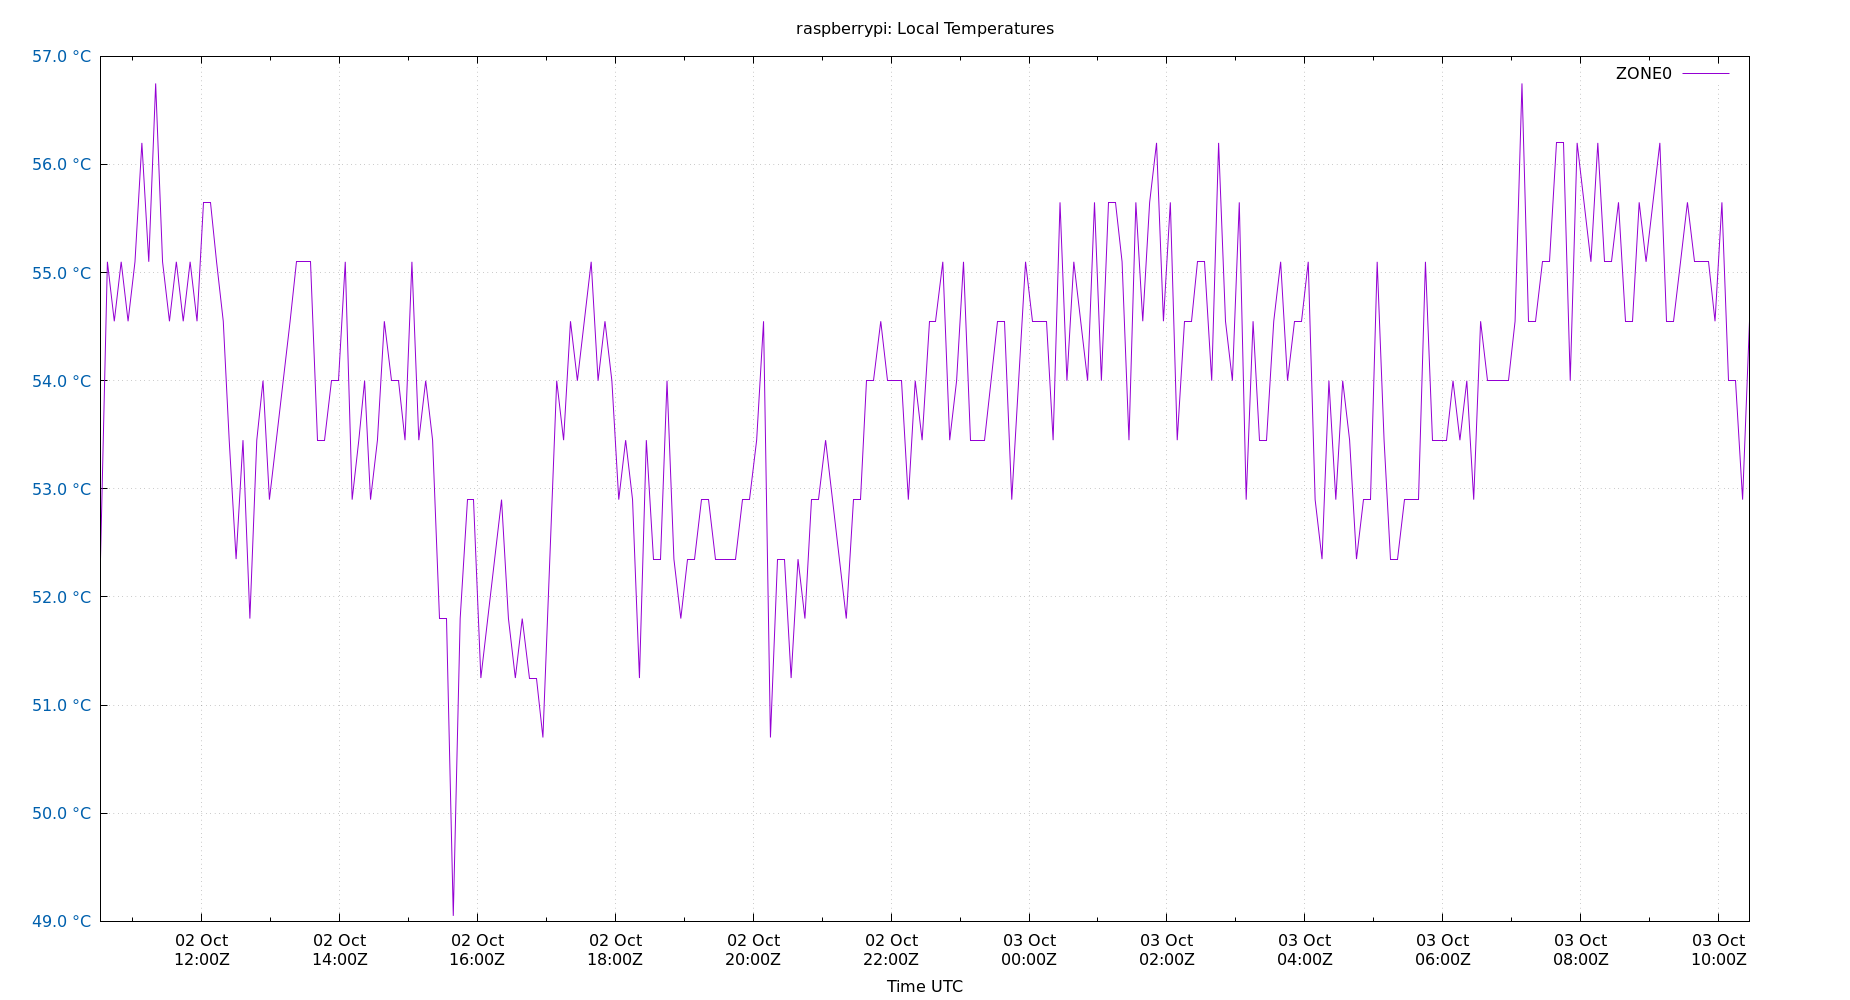 raspberrypi: Local Temperatures
57.0 °C
ZONE0
56.0 °C
55.0 °C
54.0 °C
53.0 °C
52.0 °C
51.0 °C
50.0 °C
49.0 °C
02 Oct 02 Oct 02 Oct 02 Oct 02 Oct 02 Oct 03 Oct 03 Oct 03 Oct 03 Oct 03 Oct 03 Oct
12:00Z 14:00Z 16:00Z 18:00Z 20:00Z 22:00Z 00:00Z 02:00Z 04:00Z 06:00Z 08:00Z 10:00Z
Time UTC